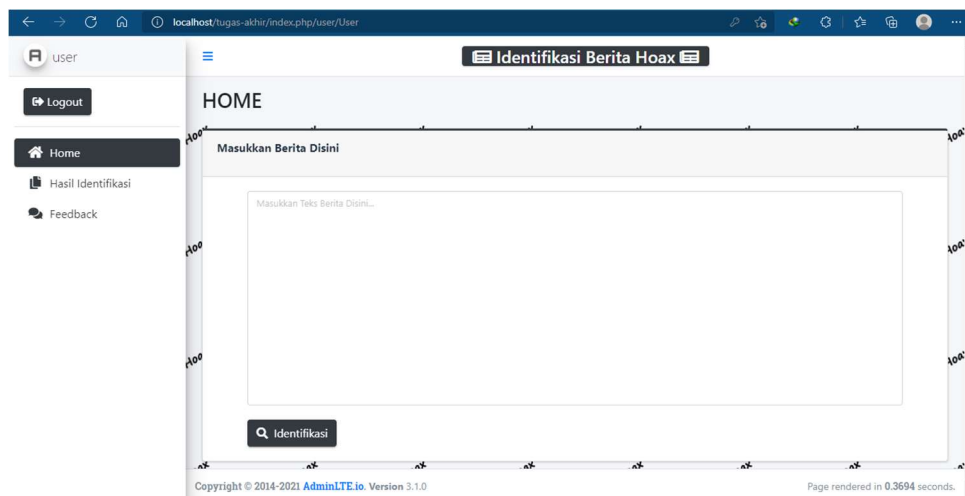 localhost/tugas-akhir/index.php/user/User
user
Identifikasi Berita Hoax
Logout
HOME
Home
Hasil Identifikasi
Feedback
Masukkan Berita Disini
Masukkan Teks Berita Disini...
Identifikasi
Copyright © 2014-2021 AdminLTE.io. Version 3.1.0
Page rendered in 0.3694 seconds.